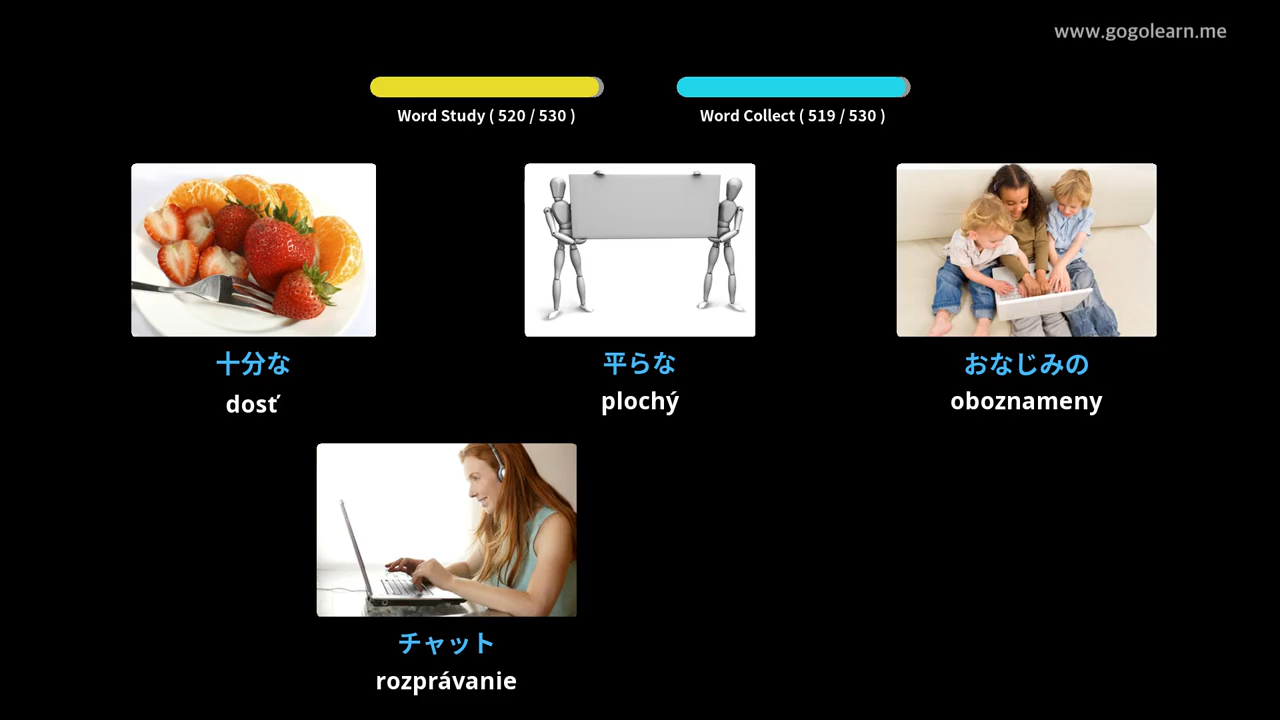 www.gogolearn.me
Word Study ( 520 / 530 )
Word Collect ( 519 / 530 )
十分な
dosť
平らな
plochý
おなじみの
oboznameny
チャット
rozprávanie